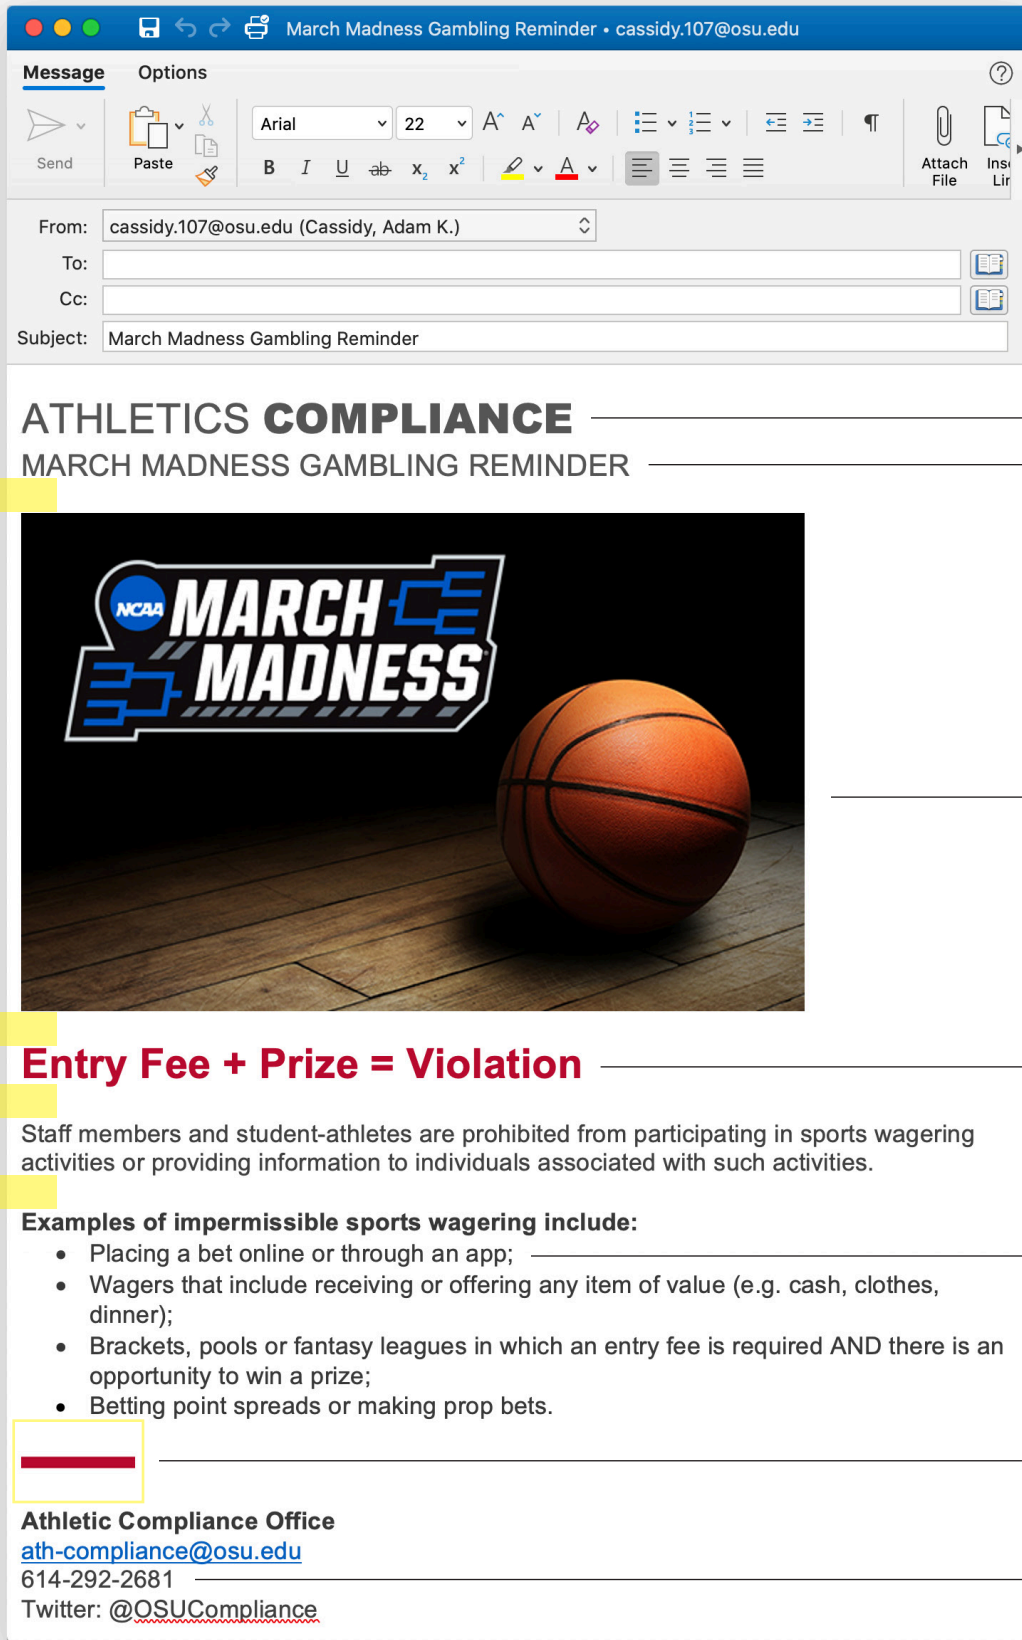 March Madness Gambling Reminder • cassidy.107@osu.edu
Message Options
Send
Paste
Arial
22
B I U ab x₂ x²
A
Attach
File
From: cassidy.107@osu.edu (Cassidy, Adam K.)
To:
Cc:
Subject: March Madness Gambling Reminder
ATHLETICS COMPLIANCE
MARCH MADNESS GAMBLING REMINDER
NCAA
MARCH
MADNESS
Entry Fee + Prize = Violation
Staff members and student-athletes are prohibited from participating in sports wagering
activities or providing information to individuals associated with such activities.
Examples of impermissible sports wagering include:
• Placing a bet online or through an app;
• Wagers that include receiving or offering any item of value (e.g. cash, clothes,
dinner);
• Brackets, pools or fantasy leagues in which an entry fee is required AND there is an
opportunity to win a prize;
• Betting point spreads or making prop bets.
Athletic Compliance Office
ath-compliance@osu.edu
614-292-2681
Twitter: @OSUCompliance